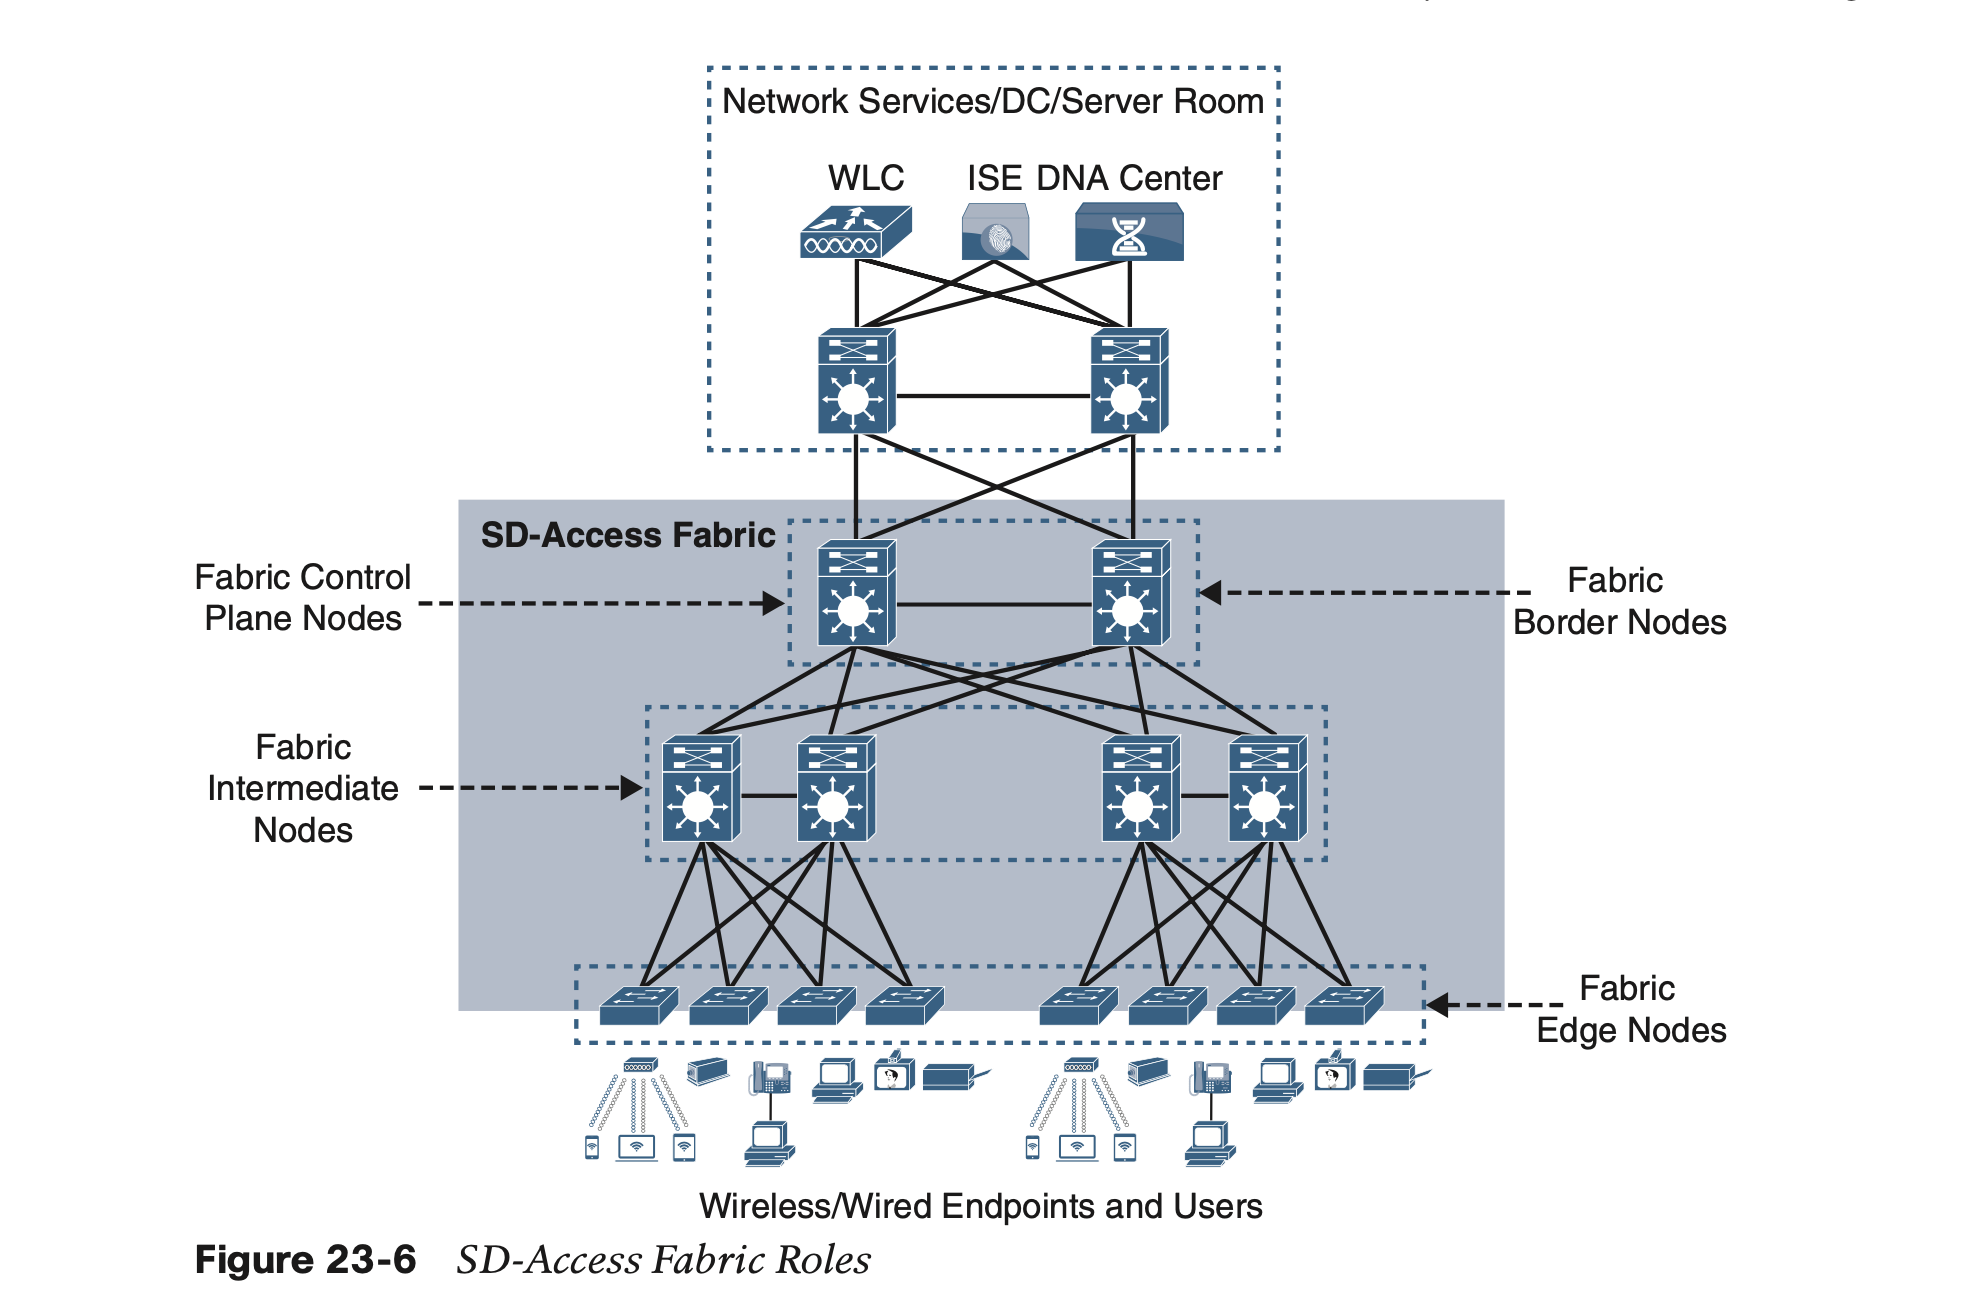 Network Services/DC/Server Room
WLC
ISE
DNA Center
SD-Access Fabric
Fabric Control
Plane Nodes
Fabric
Border Nodes
Fabric
Intermediate
Nodes
Fabric
Edge Nodes
Wireless/Wired Endpoints and Users
Figure 23-6 SD-Access Fabric Roles